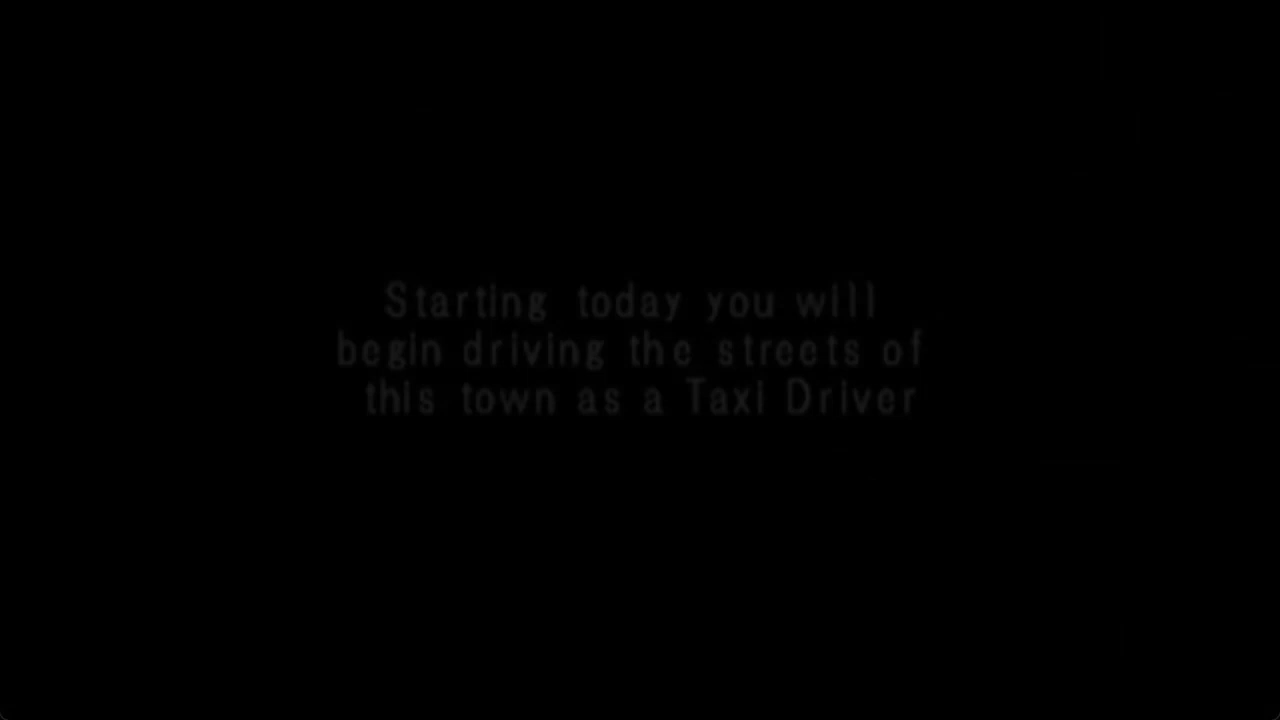 Starting today you will
begin driving the streets of
this town as a Taxi Driver